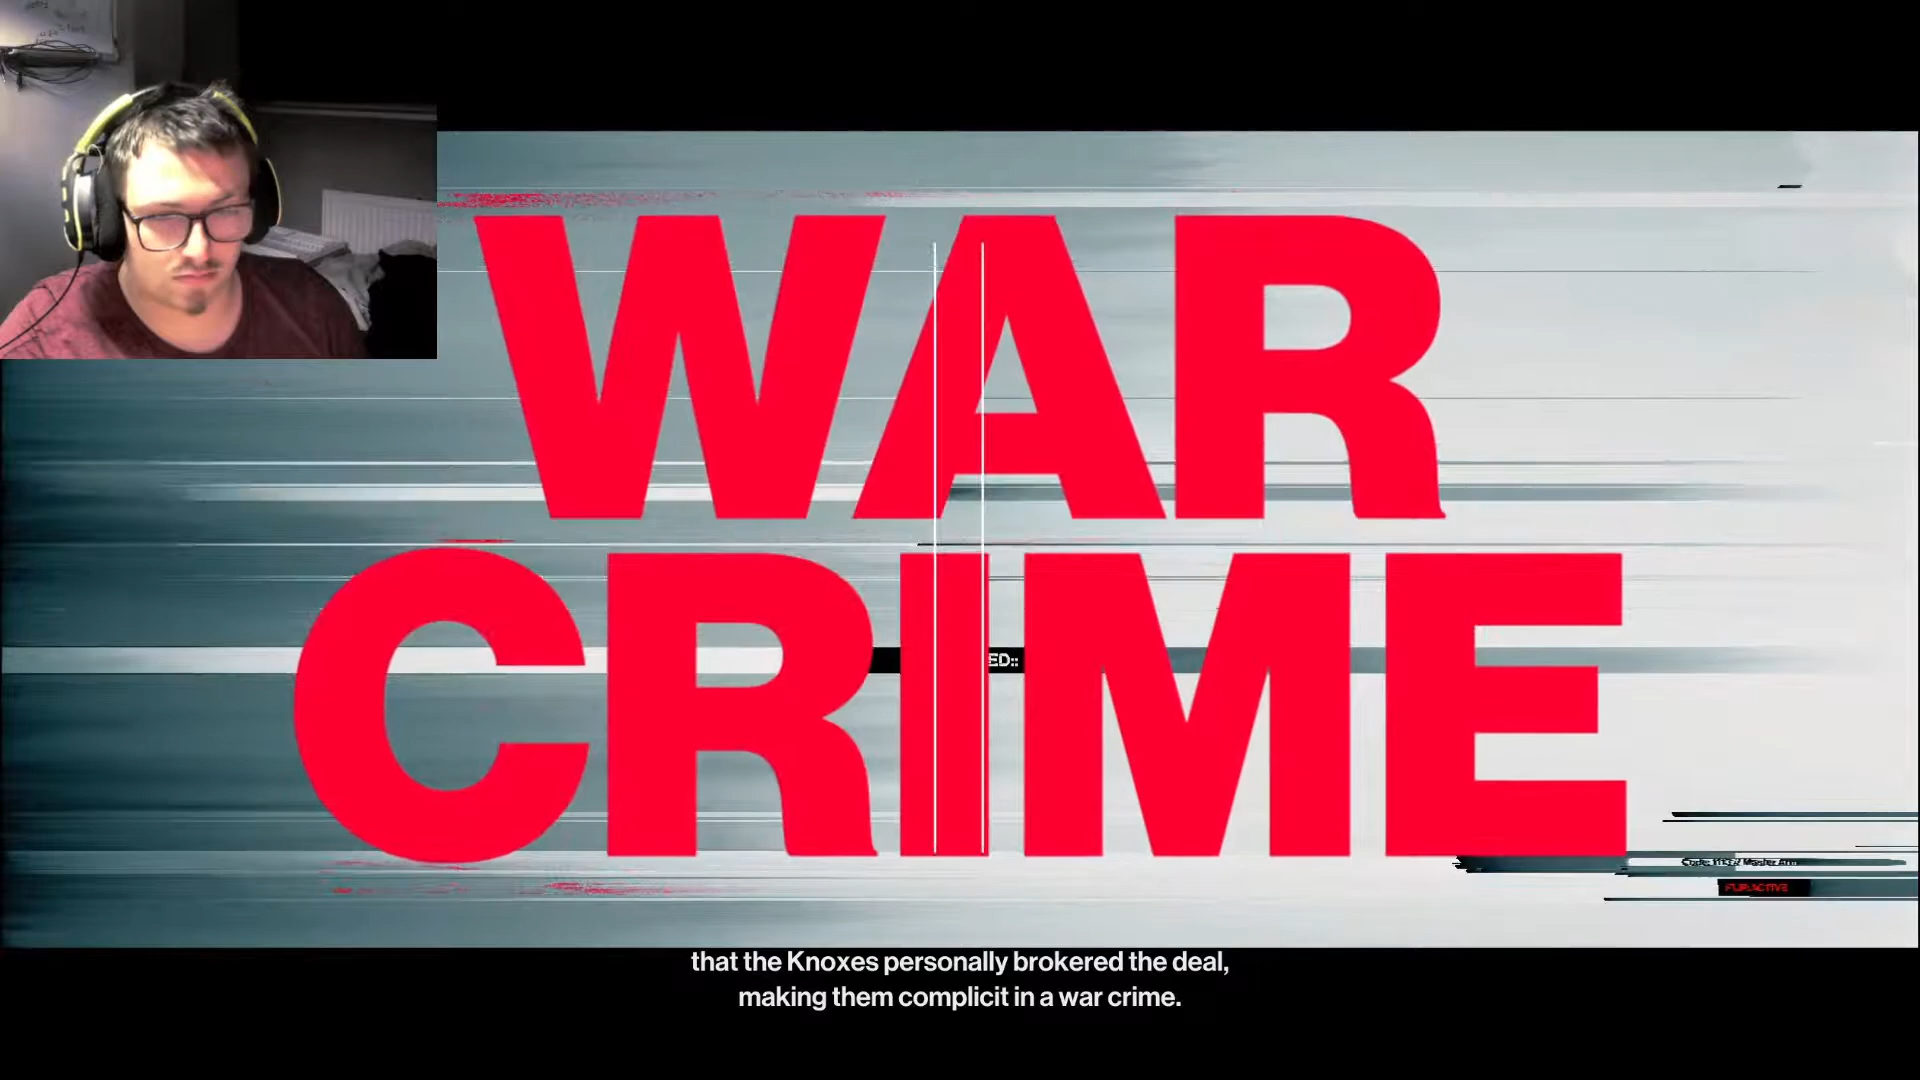 WAR
CRIME
ED::
that the Knoxes personally brokered the deal,
making them complicit in a war crime.